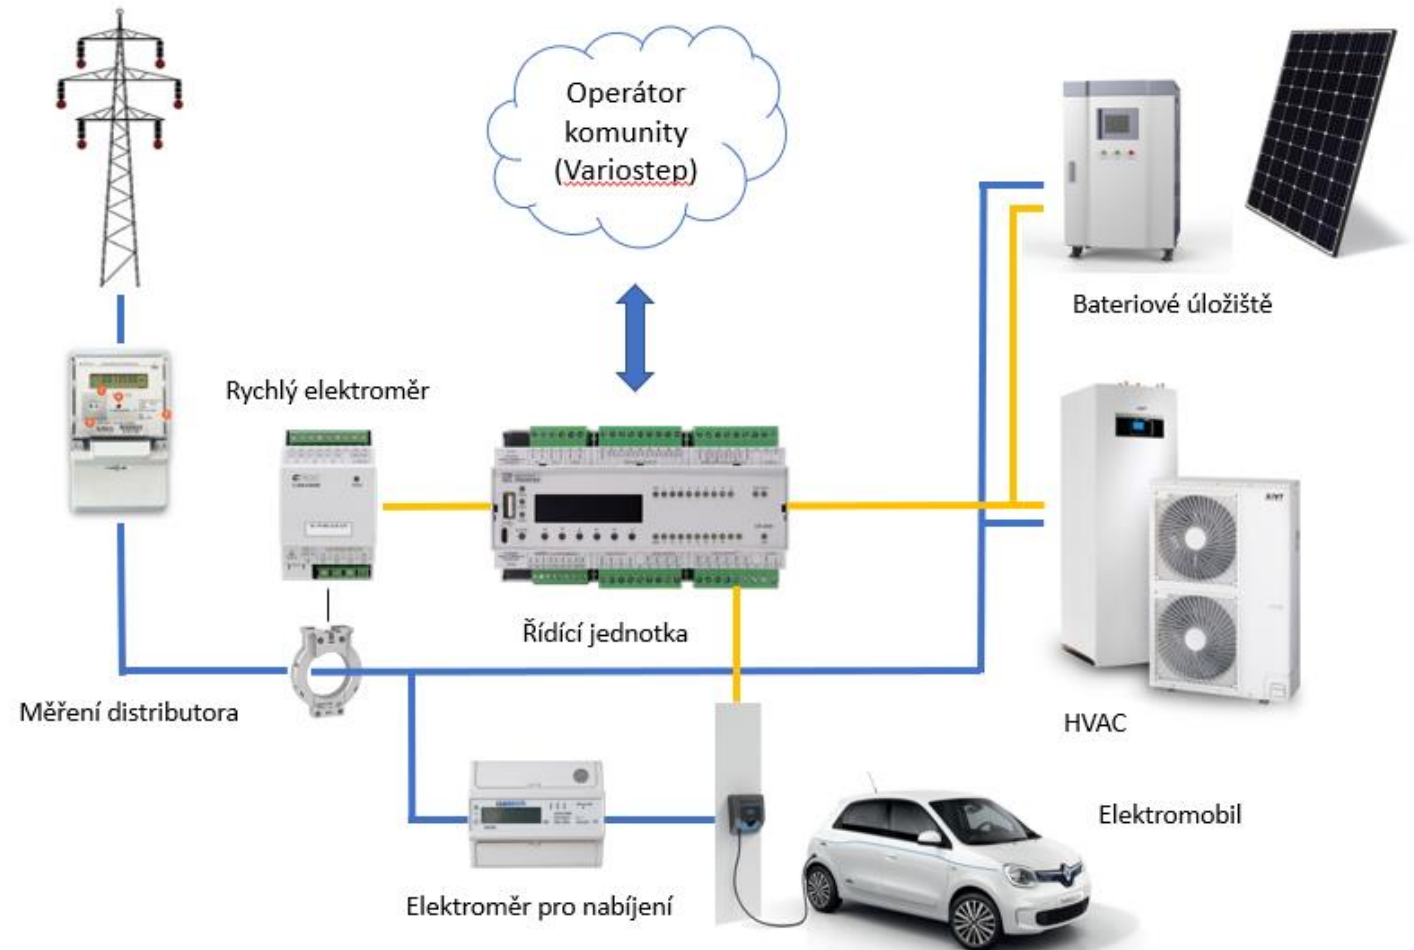 Operátor
komunity
(Variostep)
Bateriové úložiště
Rychlý elektroměr
Řídící jednotka
Měření distributora
HVAC
Elektromobil
Elektroměr pro nabíjení